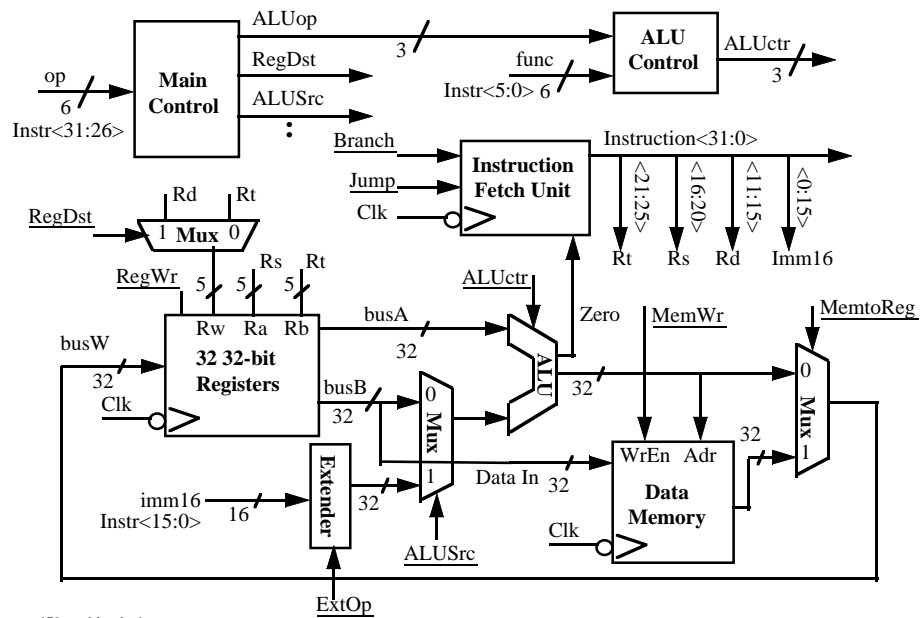 ALUop
3
RegDst
ALUSrc
op
6
Instr<31:26>
Main
Control
func
Instr<5:0> 6
ALU
Control
ALUctr
3
Branch
Jump
Clk
Instruction
Fetch Unit
Instruction<31:0>
<21:25>
<16:20>
<11:15>
<0:15>
Rt
Rs
Rd
Imm16
Rd
Rt
RegDst
1 Mux 0
RegWr
5
5
Rs
5
Rt
Rw Ra Rb
32 32-bit
Registers
busW
32
Clk
busA
32
busB
32
0
Mux
1
ALUctr
ALU
Zero
32
MemWr
MemtoReg
0
Mux
1
WrEn Adr
Data
Memory
Data In
32
32
Clk
imm16
16
Instr<15:0>
Extender
32
ALUSrc
ExtOp